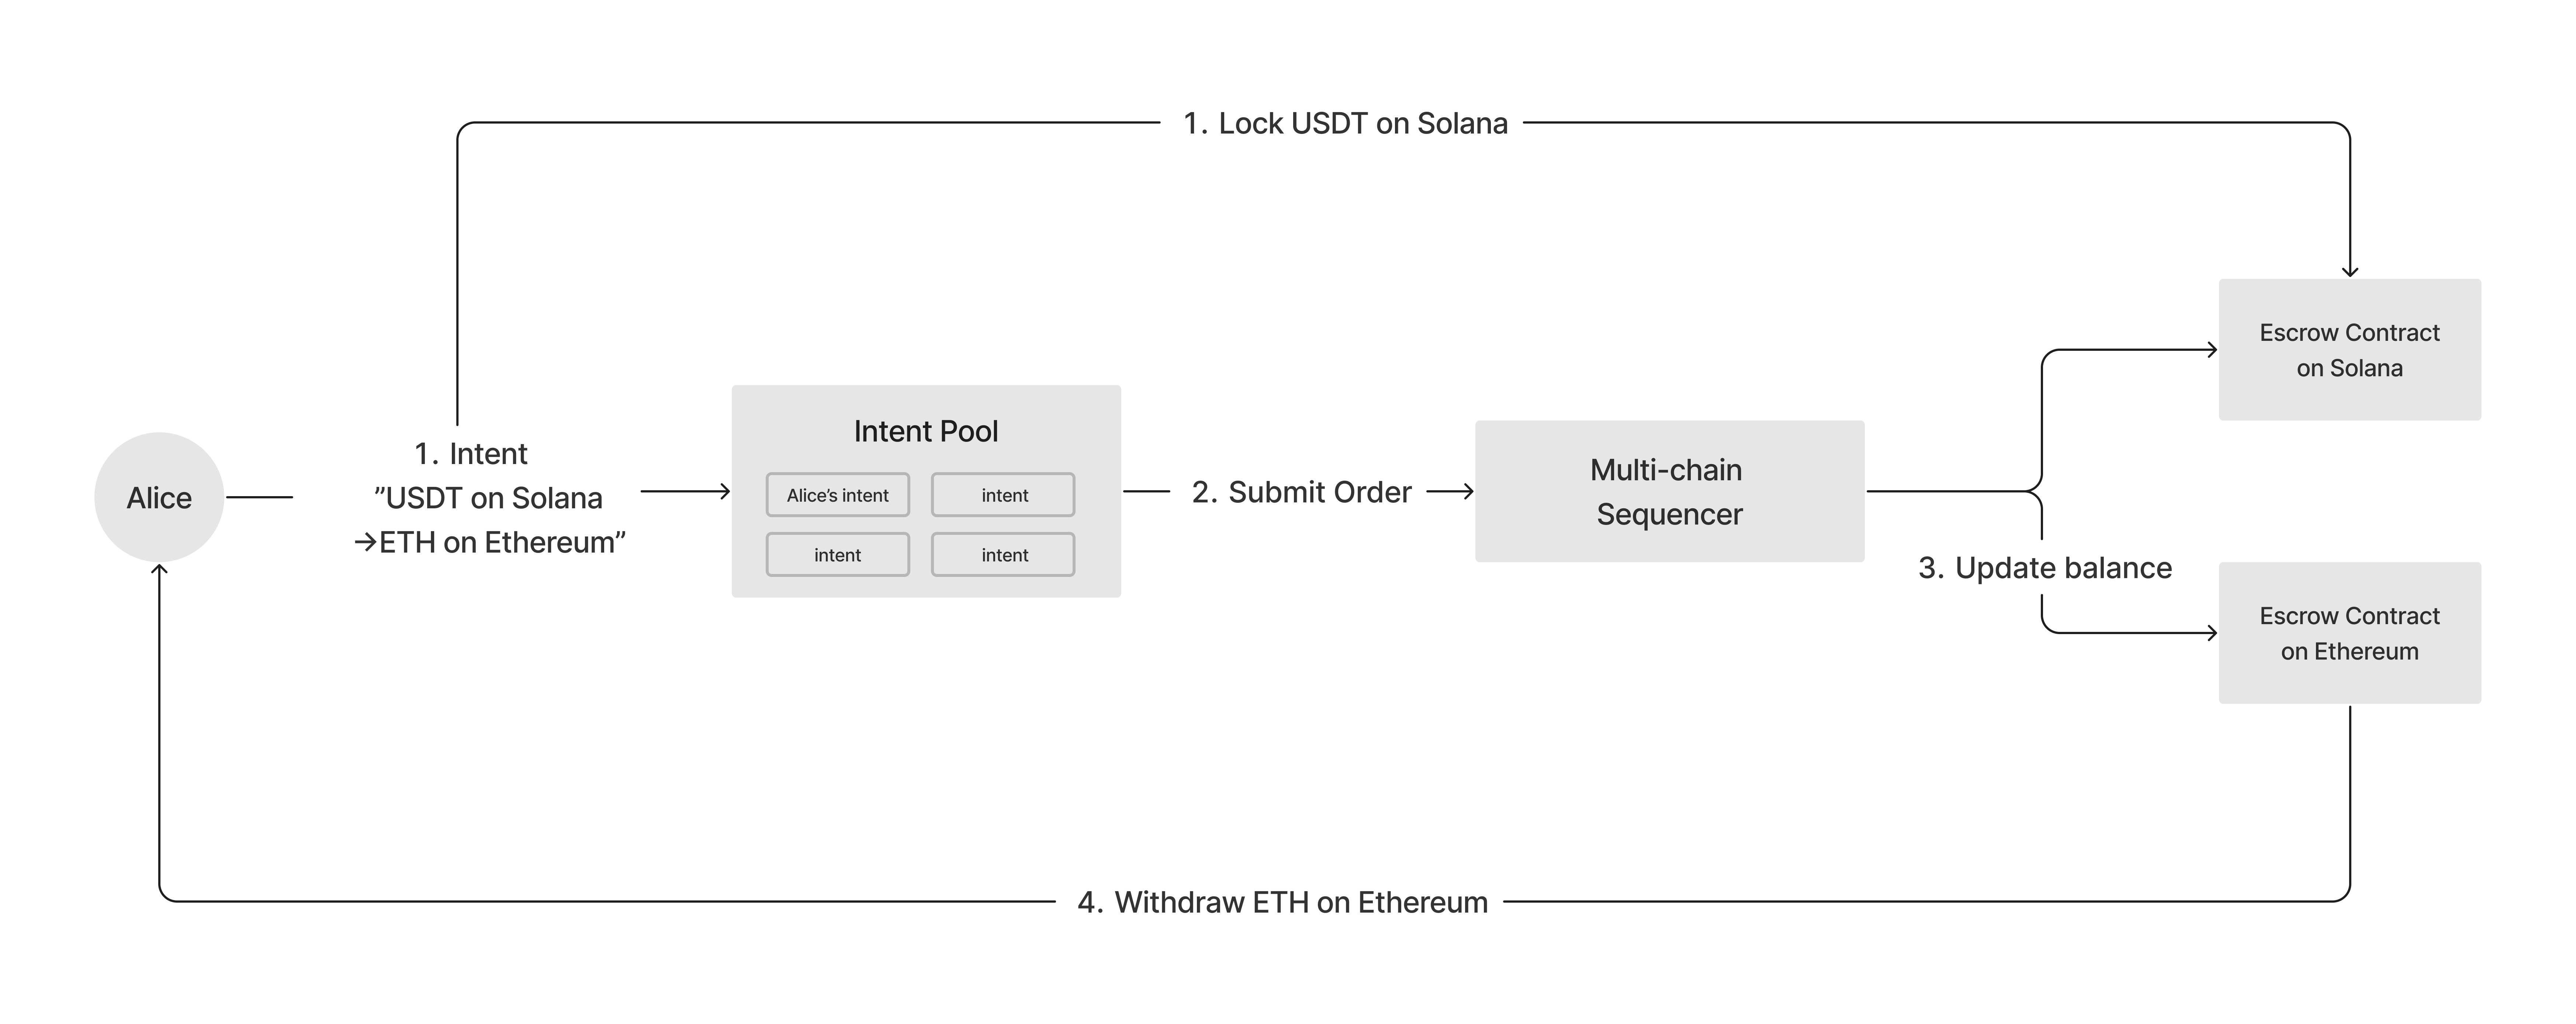 1. Lock USDT on Solana
Alice
1. Intent
”USDT on Solana
→ETH on Ethereum”
Intent Pool
Alice’s intent
intent
intent
intent
2. Submit Order
Multi-chain
Sequencer
3. Update balance
Escrow Contract
on Solana
Escrow Contract
on Ethereum
4. Withdraw ETH on Ethereum